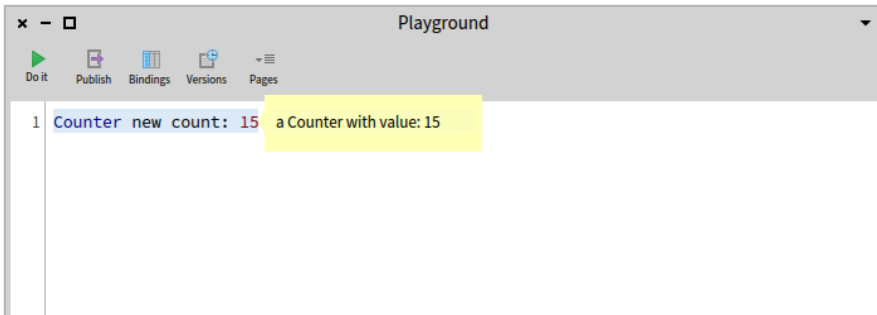 Playground
Do it Publish Bindings Versions Pages
1 Counter new count: 15 a Counter with value: 15